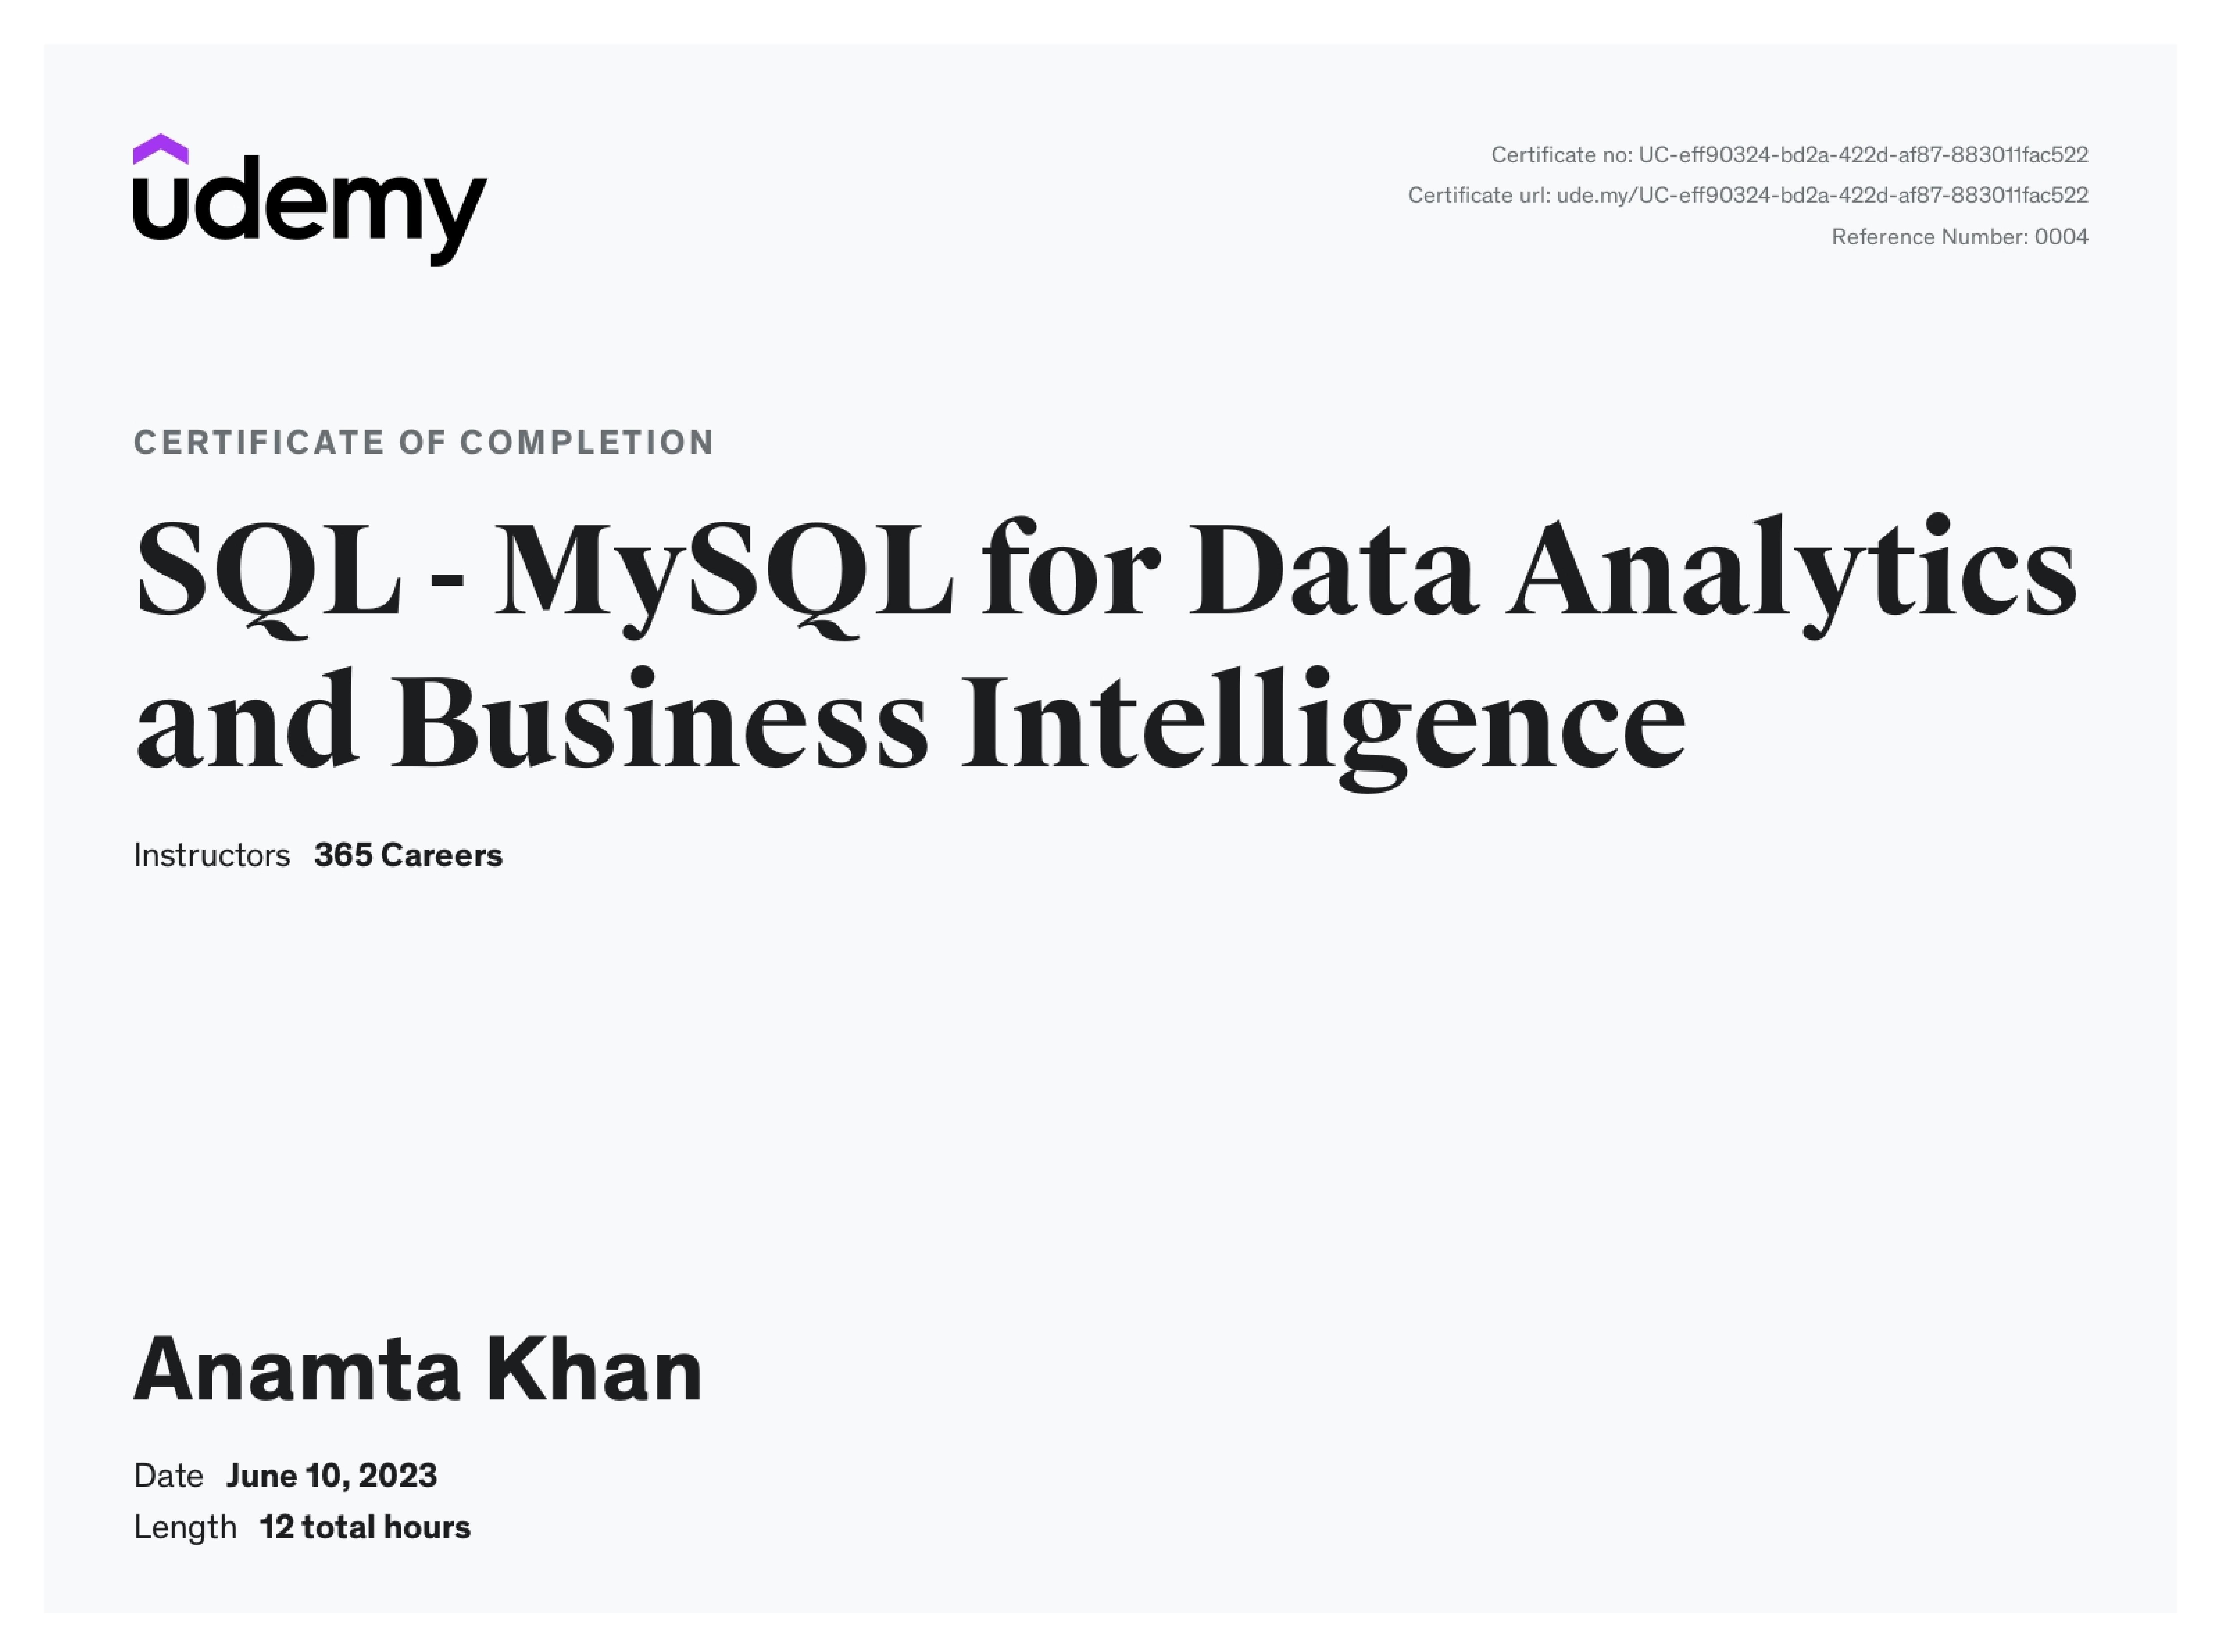 udemy
Certificate no: UC-eff90324-bd2a-422d-af87-883011fac522
Certificate url: ude.my/UC-eff90324-bd2a-422d-af87-883011fac522
Reference Number: 0004
CERTIFICATE OF COMPLETION
SQL - MySQL for Data Analytics
and Business Intelligence
Instructors 365 Careers
Anamta Khan
Date June 10, 2023
Length 12 total hours